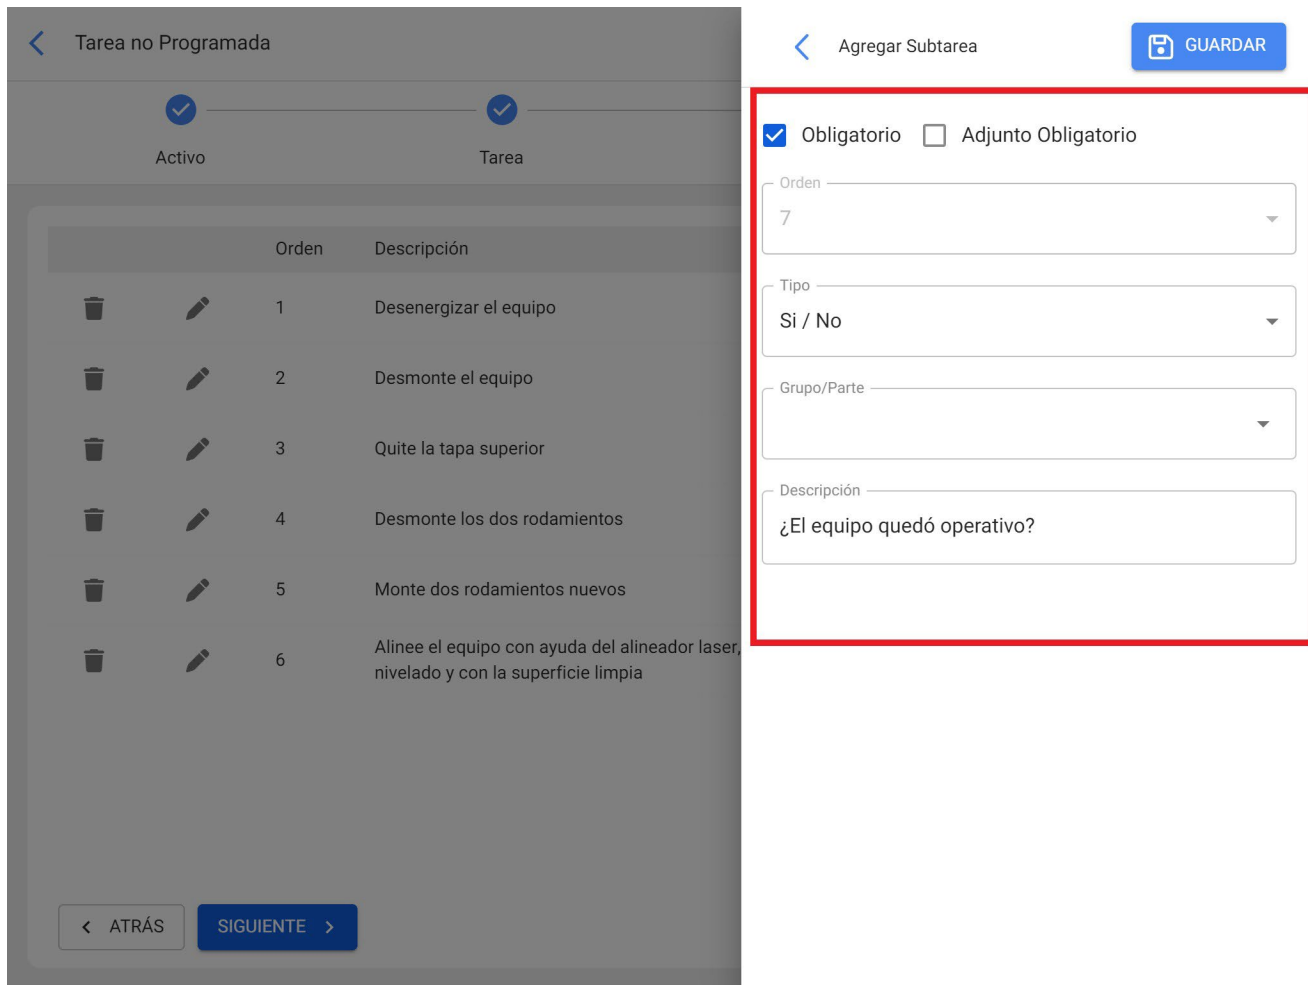 Tarea no Programada
Activo
Tarea
Orden Descripción
1 Desenergizar el equipo
2 Desmonte el equipo
3 Quite la tapa superior
4 Desmonte los dos rodamientos
5 Monte dos rodamientos nuevos
6 Alinee el equipo con ayuda del alineador laser,
nivelado y con la superficie limpia
ATRÁS
SIGUIENTE
Agregar Subtarea
GUARDAR
Obligatorio
Adjunto Obligatorio
Orden
7
Tipo
Si / No
Grupo/Parte
Descripción
¿El equipo quedó operativo?